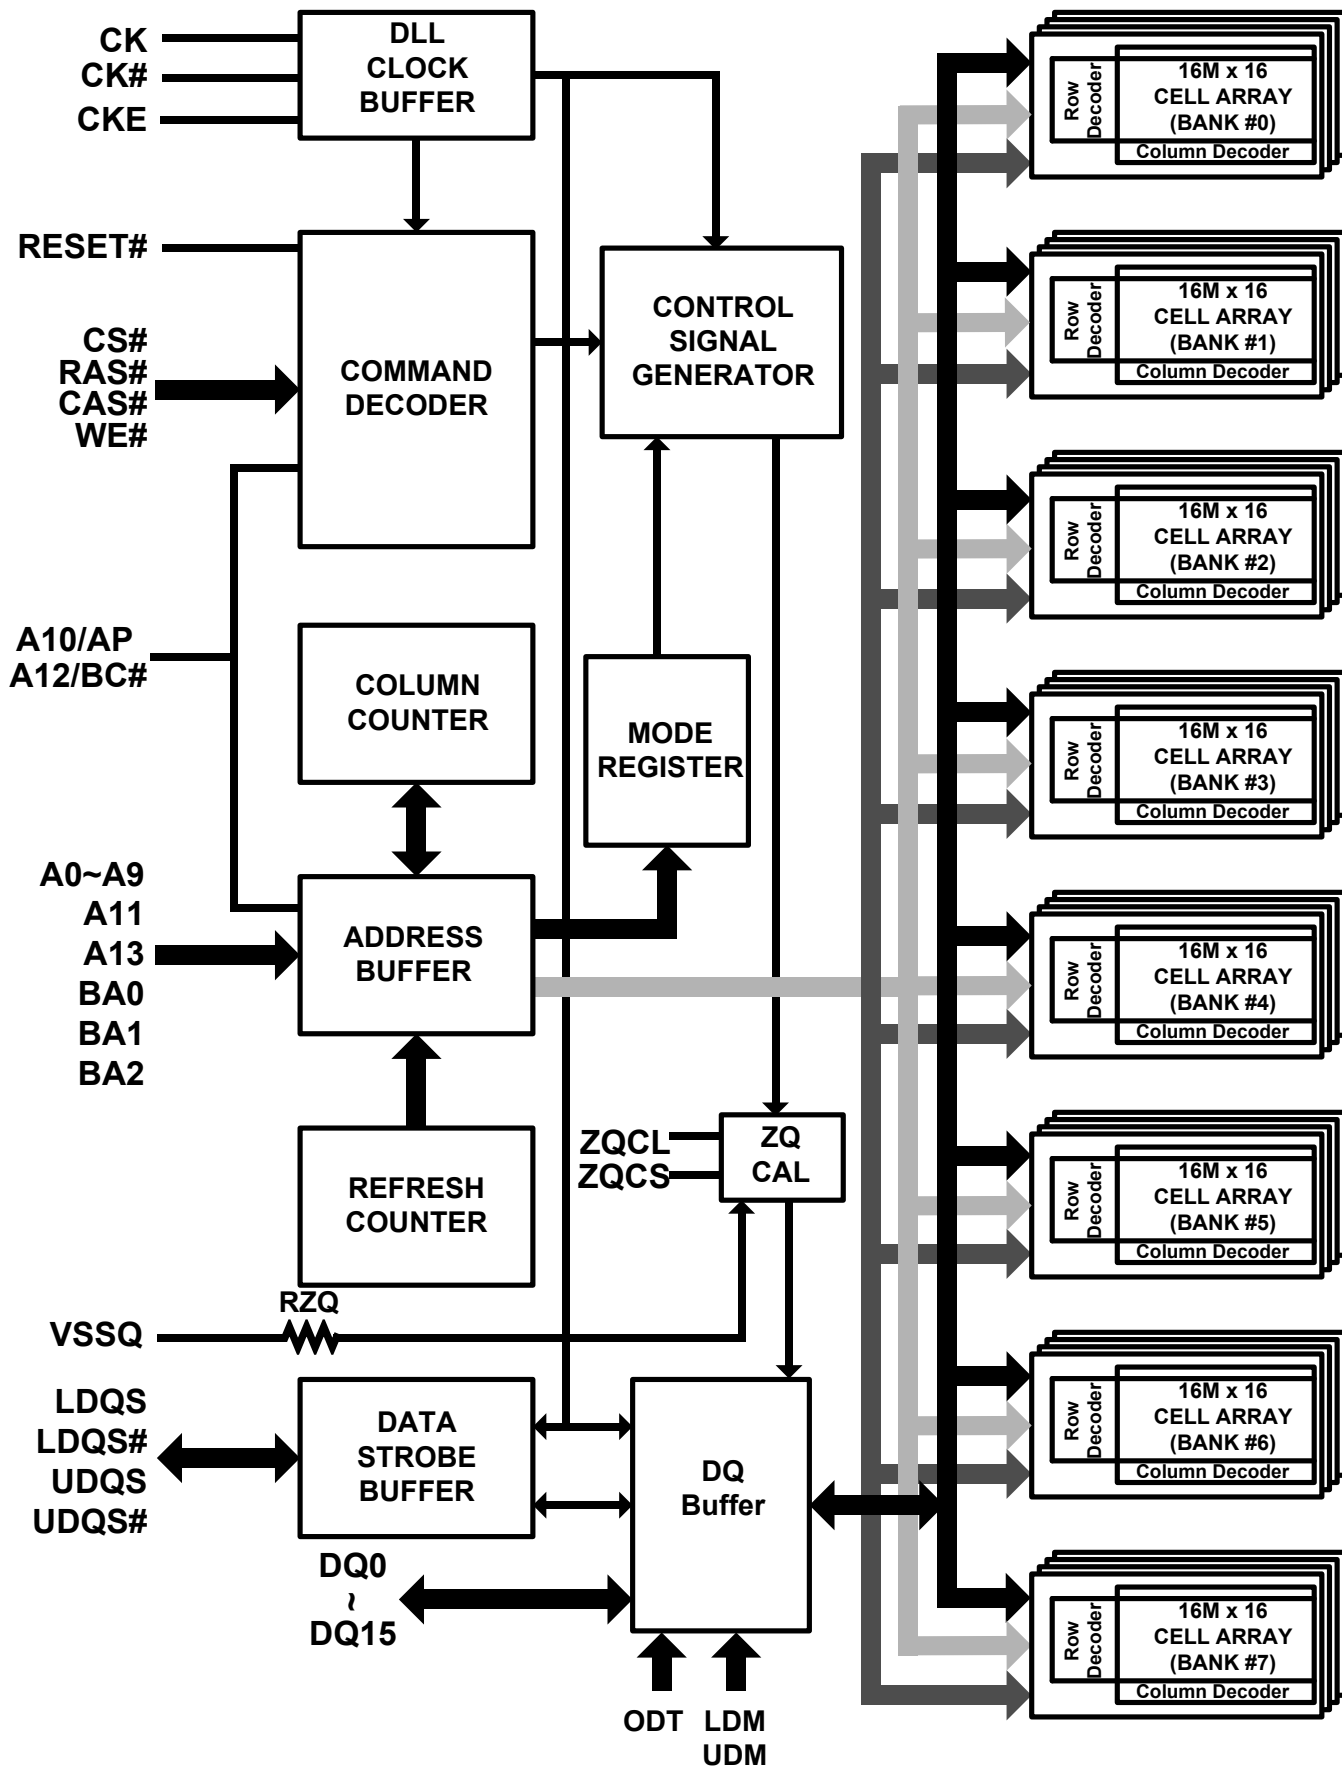 CK
CK#
CKE
DLL
CLOCK
BUFFER
RESET#
CS#
RAS#
CAS#
WE#
COMMAND
DECODER
CONTROL
SIGNAL
GENERATOR
A10/AP
A12/BC#
COLUMN
COUNTER
MODE
REGISTER
A0~A9
A11
A13
BA0
BA1
BA2
ADDRESS
BUFFER
REFRESH
COUNTER
ZQCL
ZQCS
ZQ
CAL
RZQ
VSSQ
LDQS
LDQS#
UDQS
UDQS#
DATA
STROBE
BUFFER
DQ
Buffer
DQ0
~
DQ15
ODT
LDM
UDM
Row
Decoder
16M x 16
CELL ARRAY
(BANK #0)
Column Decoder
Row
Decoder
16M x 16
CELL ARRAY
(BANK #1)
Column Decoder
Row
Decoder
16M x 16
CELL ARRAY
(BANK #2)
Column Decoder
Row
Decoder
16M x 16
CELL ARRAY
(BANK #3)
Column Decoder
Row
Decoder
16M x 16
CELL ARRAY
(BANK #4)
Column Decoder
Row
Decoder
16M x 16
CELL ARRAY
(BANK #5)
Column Decoder
Row
Decoder
16M x 16
CELL ARRAY
(BANK #6)
Column Decoder
Row
Decoder
16M x 16
CELL ARRAY
(BANK #7)
Column Decoder